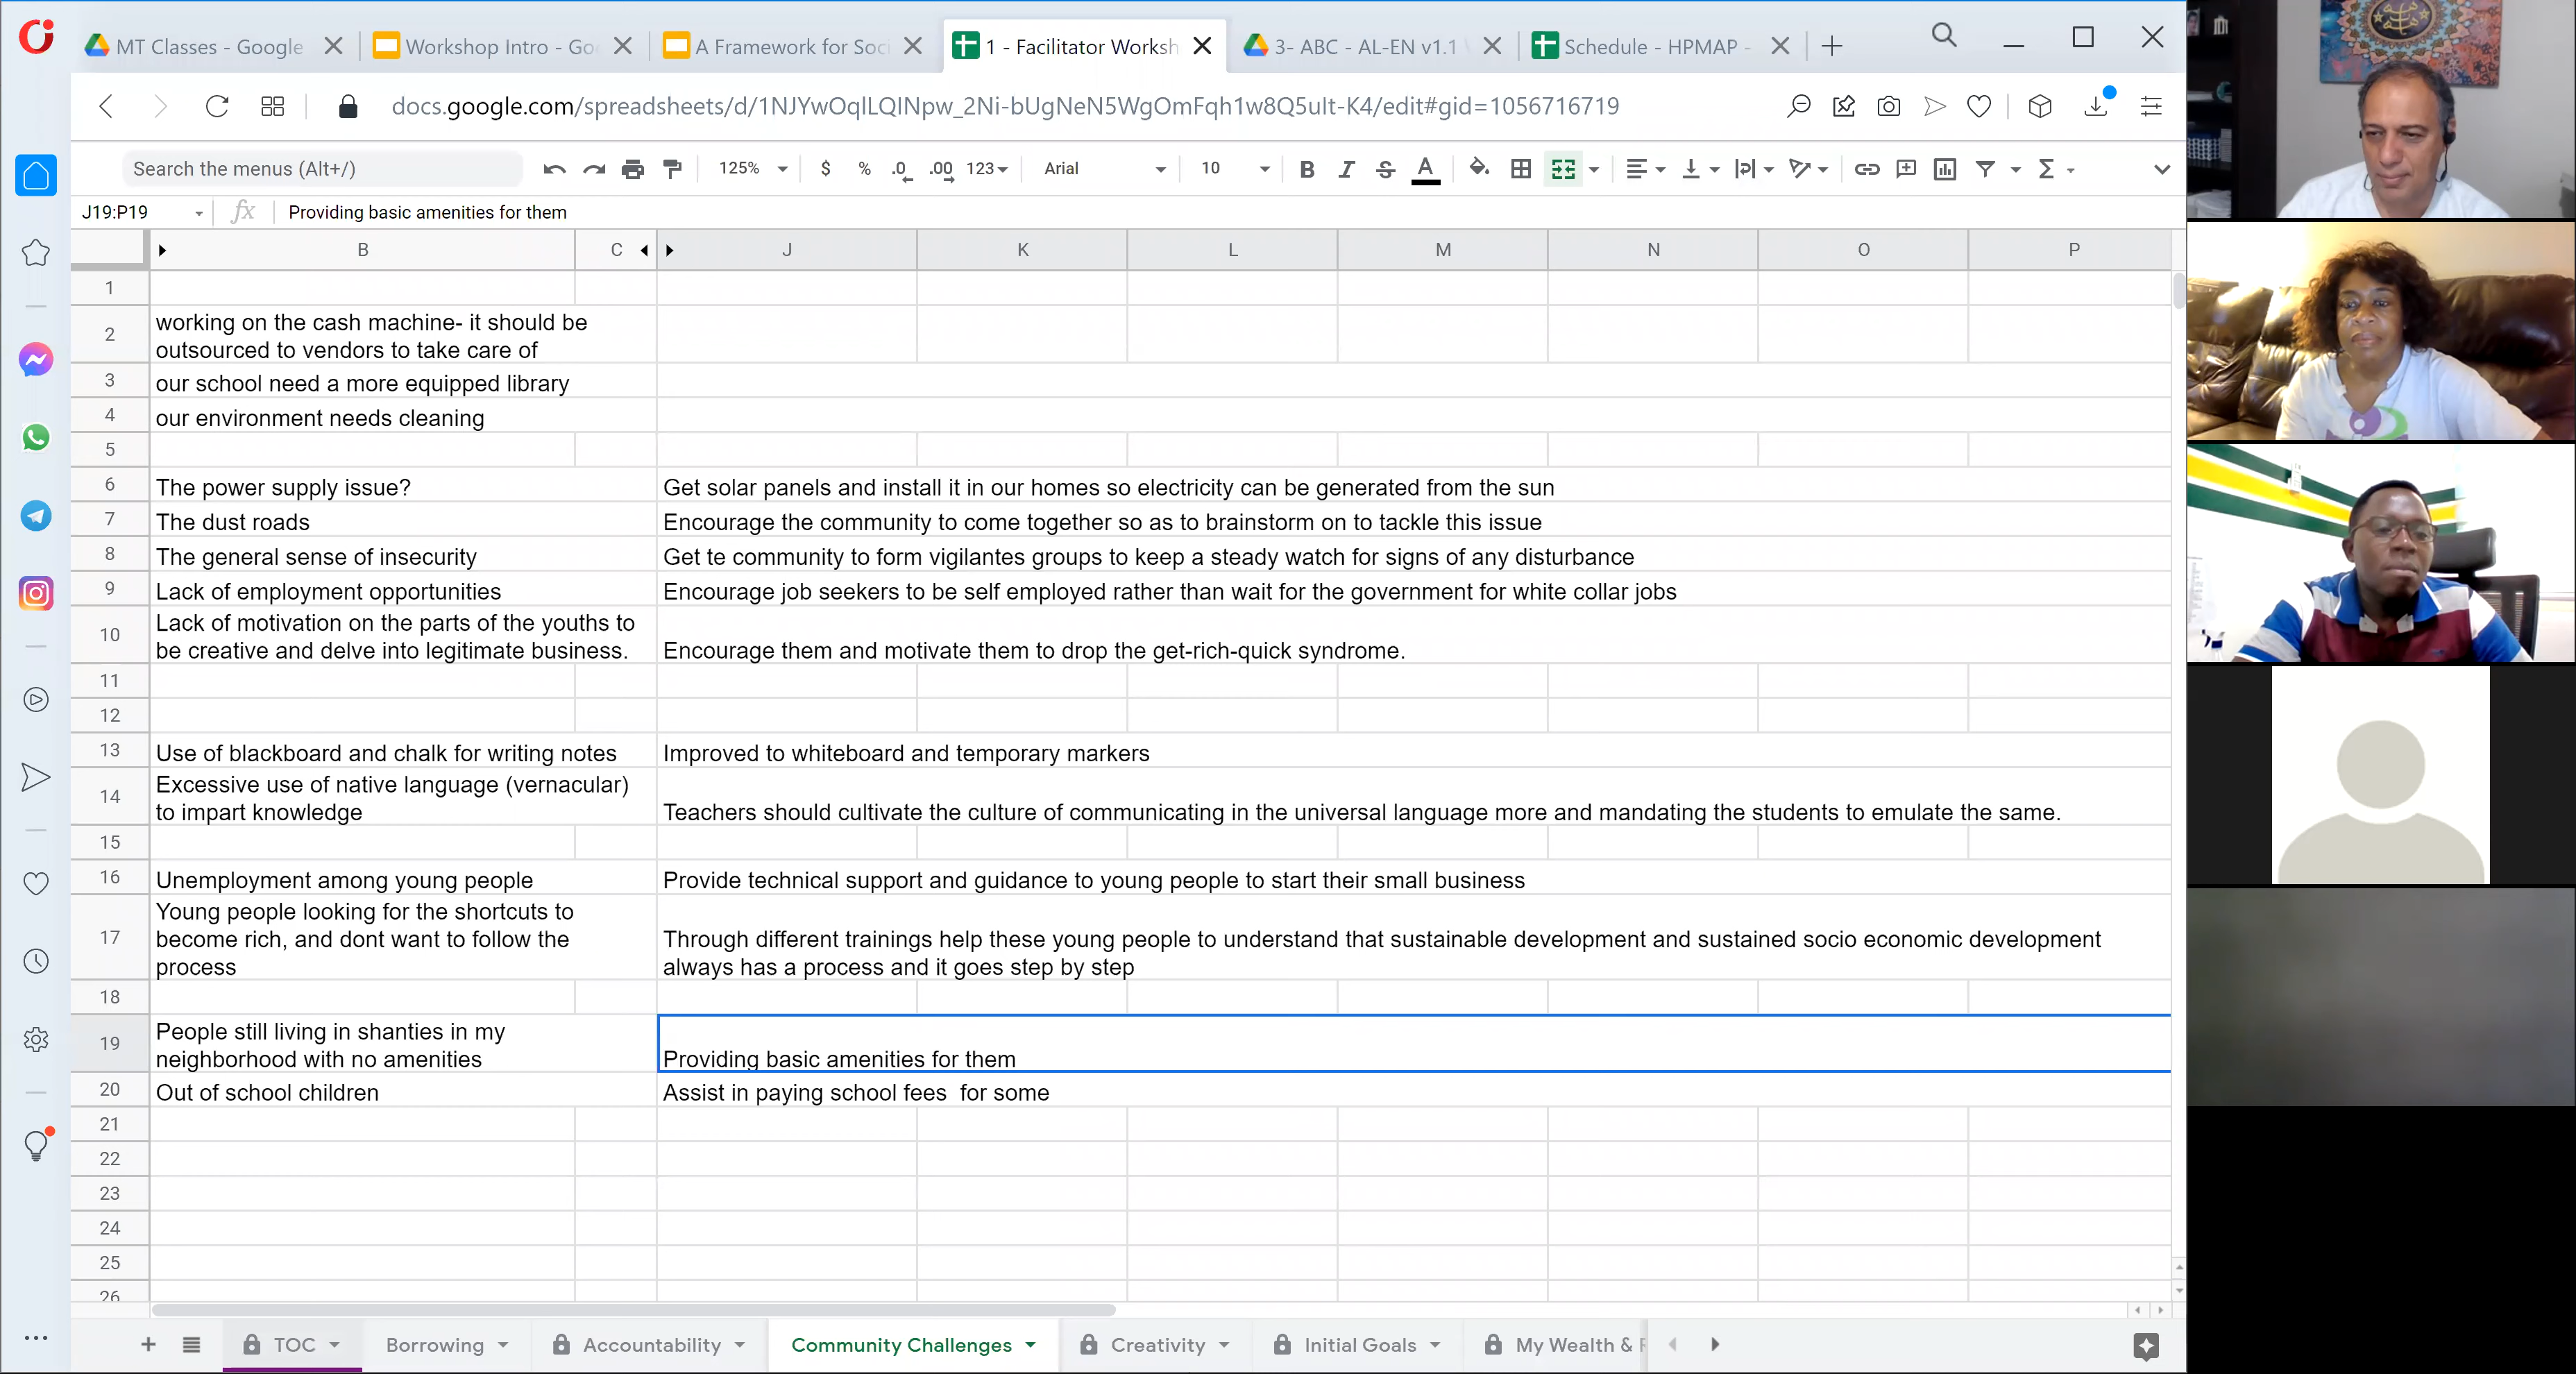 MT Classes - Google
Workshop Intro - Go
A Framework for Soc
1 - Facilitator Worksh
3- ABC - AL-EN v1.1
Schedule - HPMAP -
docs.google.com/spreadsheets/d/1NJYwOqlLQINpw_2Ni-bUgNeN5WgOmFqh1w8Q5uIt-K4/edit#gid=1056716719
Search the menus (Alt+/)
125%
$
%
.0
.00
123
Arial
10
B
I
S
A
Σ
J19:P19
fx
Providing basic amenities for them
B
C
J
K
L
M
N
O
P
1
2
working on the cash machine- it should be
outsourced to vendors to take care of
3
our school need a more equipped library
4
our environment needs cleaning
5
6
The power supply issue?
Get solar panels and install it in our homes so electricity can be generated from the sun
7
The dust roads
Encourage the community to come together so as to brainstorm on to tackle this issue
8
The general sense of insecurity
Get te community to form vigilantes groups to keep a steady watch for signs of any disturbance
9
Lack of employment opportunities
Encourage job seekers to be self employed rather than wait for the government for white collar jobs
10
Lack of motivation on the parts of the youths to
be creative and delve into legitimate business.
Encourage them and motivate them to drop the get-rich-quick syndrome.
11
12
13
Use of blackboard and chalk for writing notes
Improved to whiteboard and temporary markers
14
Excessive use of native language (vernacular)
to impart knowledge
Teachers should cultivate the culture of communicating in the universal language more and mandating the students to emulate the same.
15
16
Unemployment among young people
Provide technical support and guidance to young people to start their small business
17
Young people looking for the shortcuts to
become rich, and dont want to follow the
process
Through different trainings help these young people to understand that sustainable development and sustained socio economic development
always has a process and it goes step by step
18
19
People still living in shanties in my
neighborhood with no amenities
Providing basic amenities for them
20
Out of school children
Assist in paying school fees  for some
21
22
23
24
25
26
TOC
Borrowing
Accountability
Community Challenges
Creativity
Initial Goals
My Wealth &